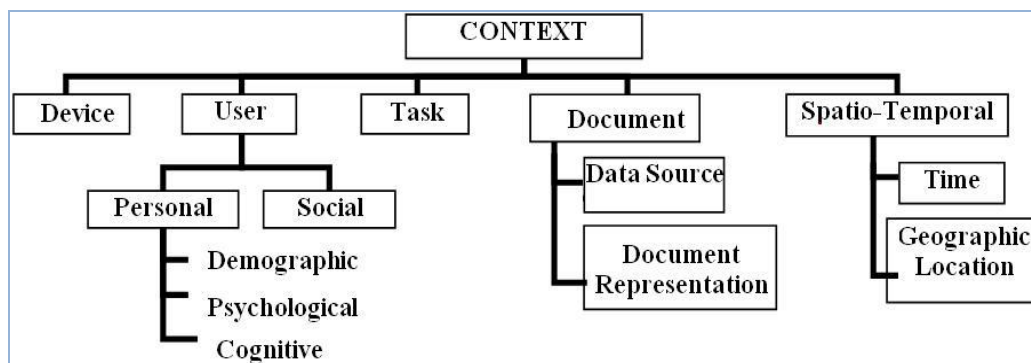 CONTEXT
Device
User
Task
Document
Spatio-Temporal
Personal
Social
Demographic
Psychological
Cognitive
Data Source
Document
Representation
Time
Geographic
Location